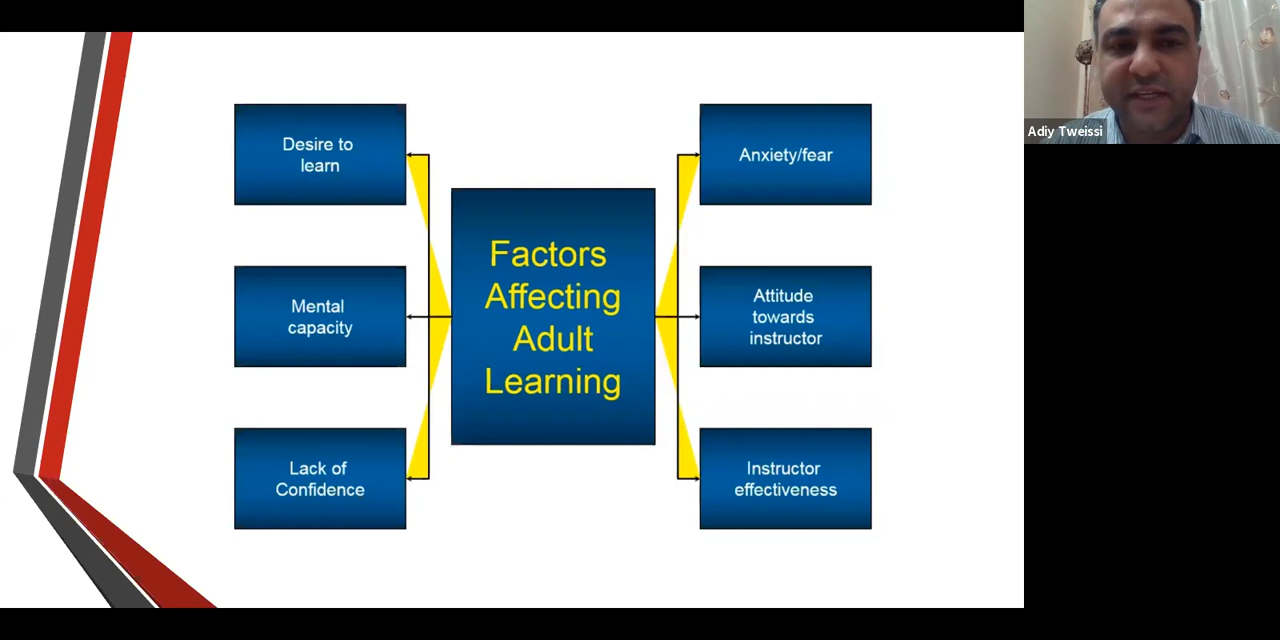 Desire to
learn
Mental
capacity
Lack of
Confidence
Factors
Affecting
Adult
Learning
Anxiety/fear
Attitude
towards
instructor
Instructor
effectiveness
Adiy Tweissi